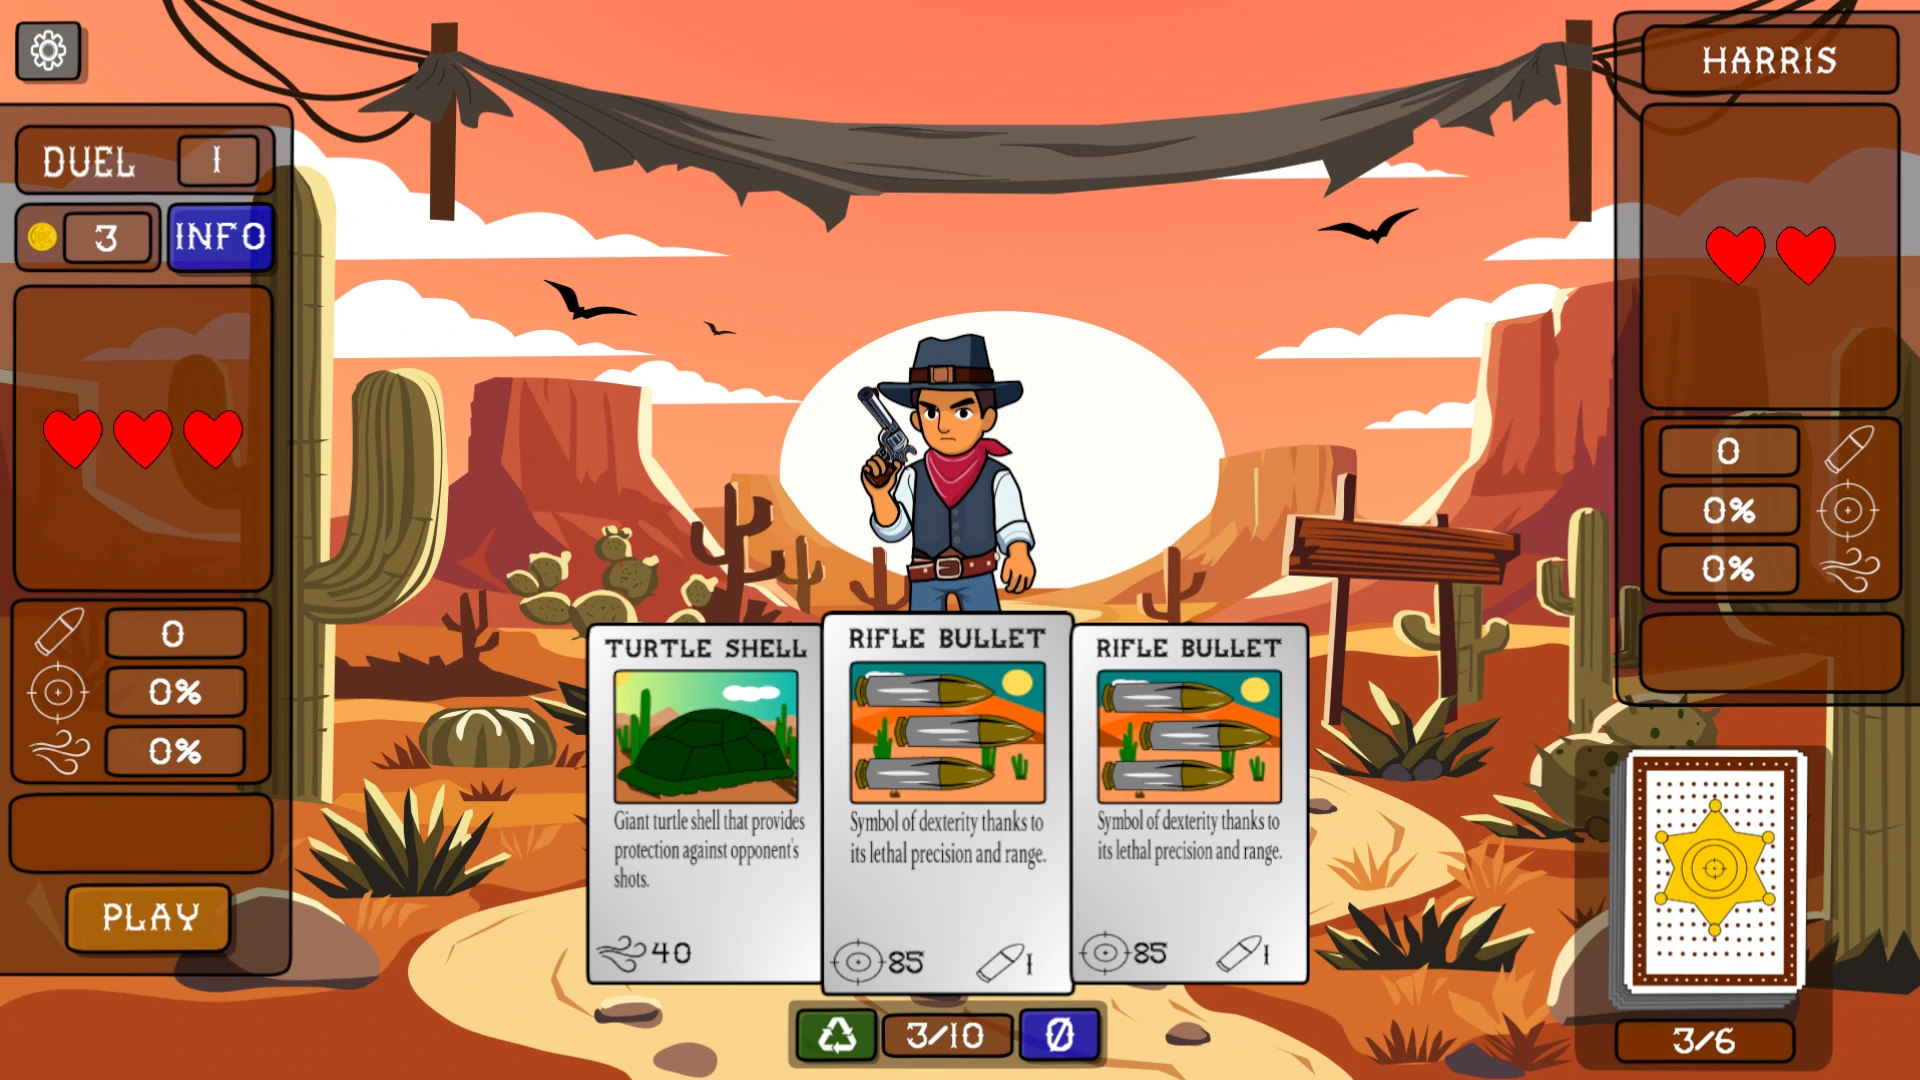 DUEL 1
3 INFO
0
0%
0%
PLAY
HARRIS
0
0%
0%
TURTLE SHELL
Giant turtle shell that provides
protection against opponent's
shots.
40
RIFLE BULLET
Symbol of dexterity thanks to
its lethal precision and range.
85 1
RIFLE BULLET
Symbol of dexterity thanks to
its lethal precision and range.
85 1
3/10 Ø
3/6